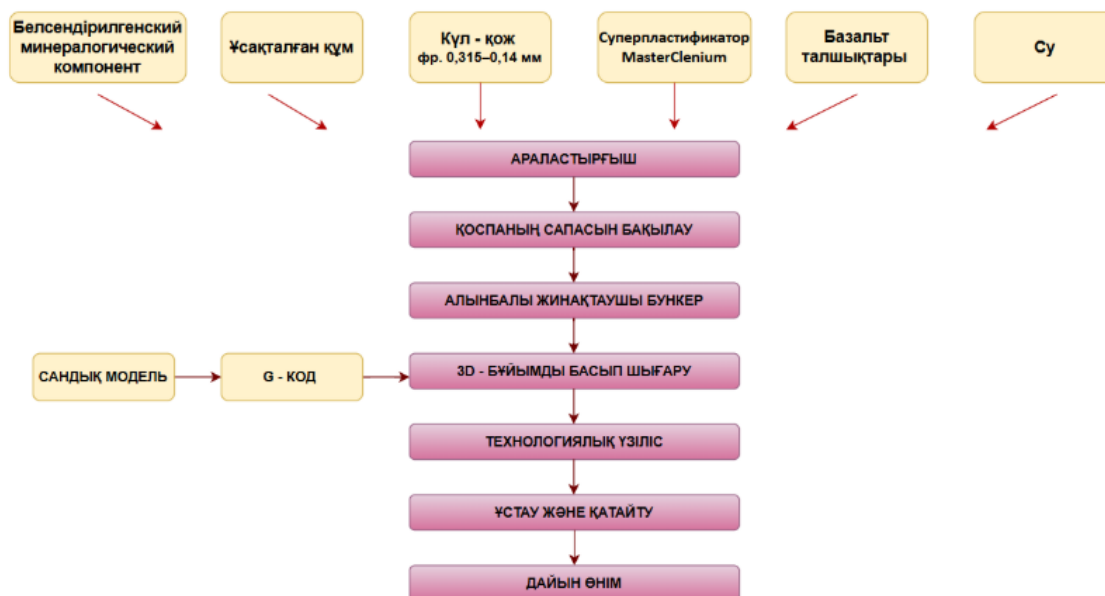 Белсендірілгенский
минералогический
компонент
Ұсақталған құм
Күл - қож
фр. 0,315–0,14 мм
Суперпластификатор
MasterClenium
Базальт
талшықтары
Су
АРАЛАСТЫРҒЫШ
ҚОСПАНЫҢ САПАСЫН БАҚЫЛАУ
АЛЫНБАЛЫ ЖИНАҚТАУШЫ БУНКЕР
САНДЫҚ МОДЕЛЬ
G - КОД
3D - БҰЙЫМДЫ БАСЫП ШЫҒАРУ
ТЕХНОЛОГИЯЛЫҚ ҮЗІЛІС
ҰСТАУ ЖӘНЕ ҚАТАЙТУ
ДАЙЫН ӨНІМ